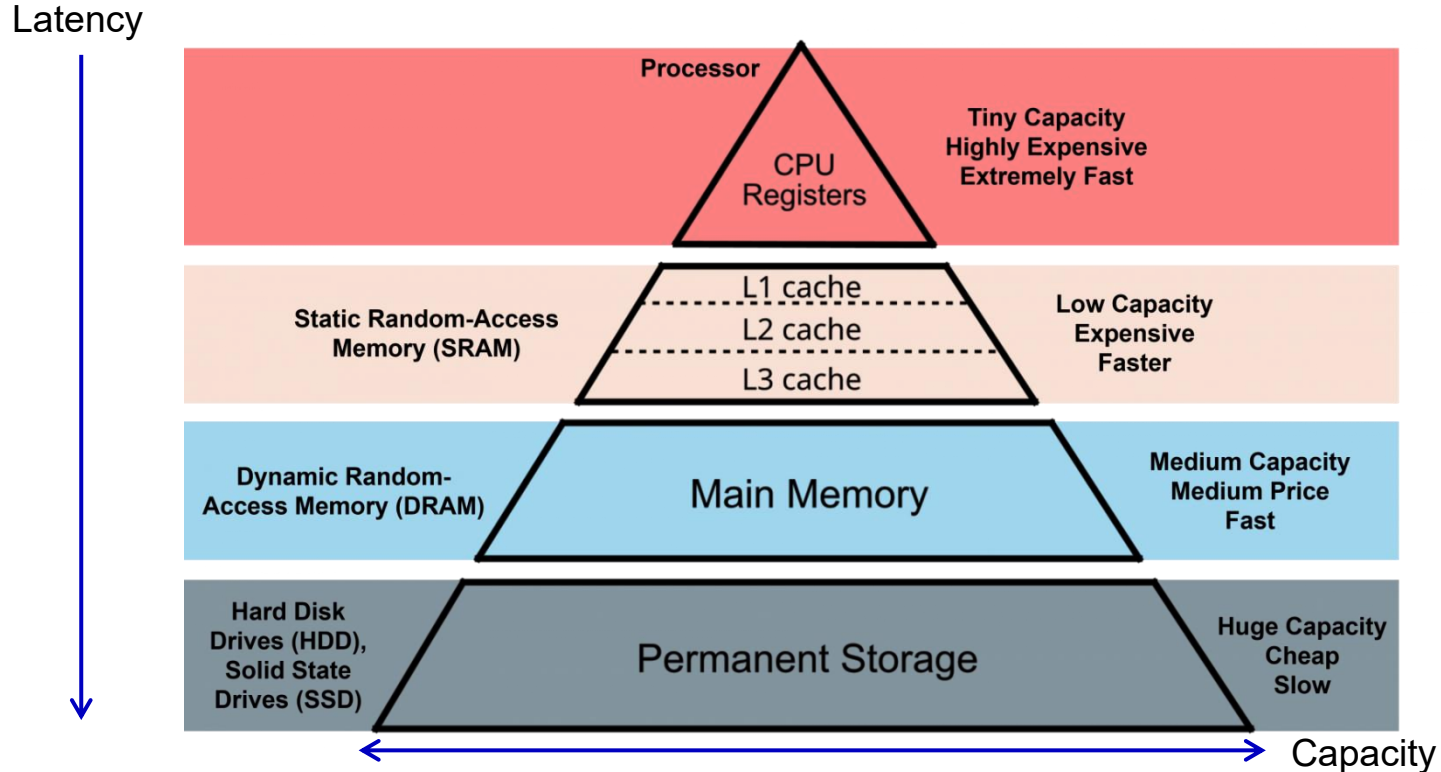 Latency
Processor
CPU
Registers
Tiny Capacity
Highly Expensive
Extremely Fast
Static Random-Access
Memory (SRAM)
L1 cache
L2 cache
L3 cache
Low Capacity
Expensive
Faster
Dynamic Random-
Access Memory (DRAM)
Main Memory
Medium Capacity
Medium Price
Fast
Hard Disk
Drives (HDD),
Solid State
Drives (SSD)
Permanent Storage
Huge Capacity
Cheap
Slow
Capacity